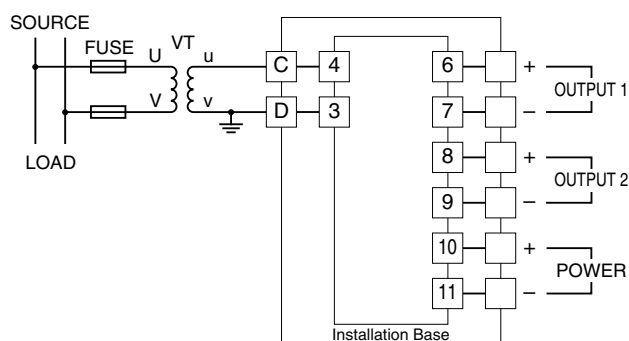 SOURCE
FUSE
U
VT
u
V
v
LOAD
C
4
D
3
6
+
OUTPUT 1
7
–
8
+
OUTPUT 2
9
–
10
+
POWER
11
–
Installation Base